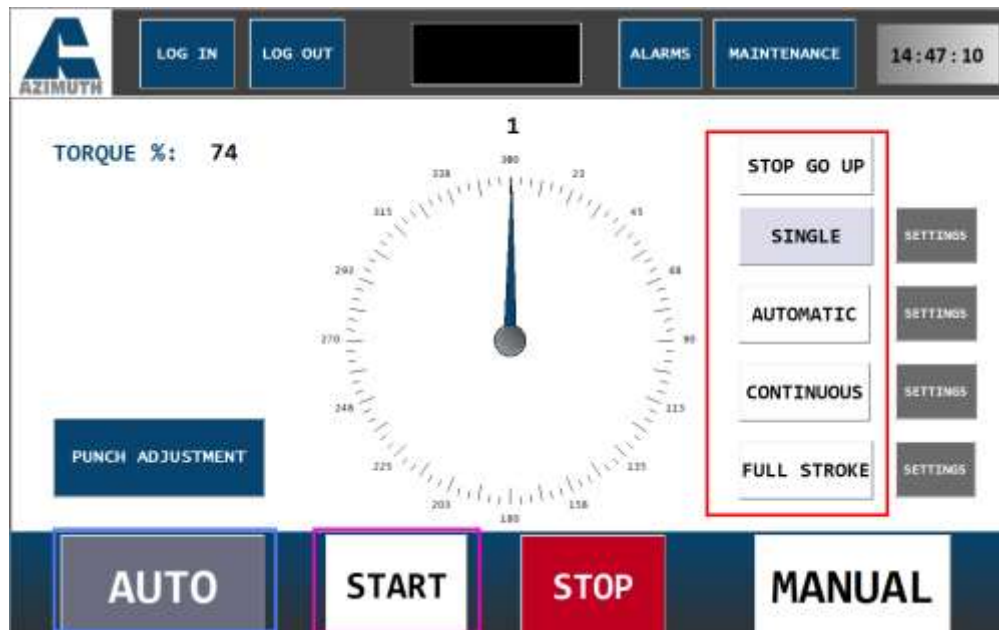 AZIMUTH
LOG IN
LOG OUT
ALARMS
MAINTENANCE
14:47:10
TORQUE %: 74
1
360
23
45
68
90
113
135
158
180
203
225
248
270
292
315
338
STOP GO UP
SINGLE SETTINGS
AUTOMATIC SETTINGS
CONTINUOUS SETTINGS
FULL STROKE SETTINGS
PUNCH ADJUSTMENT
AUTO
START
STOP
MANUAL